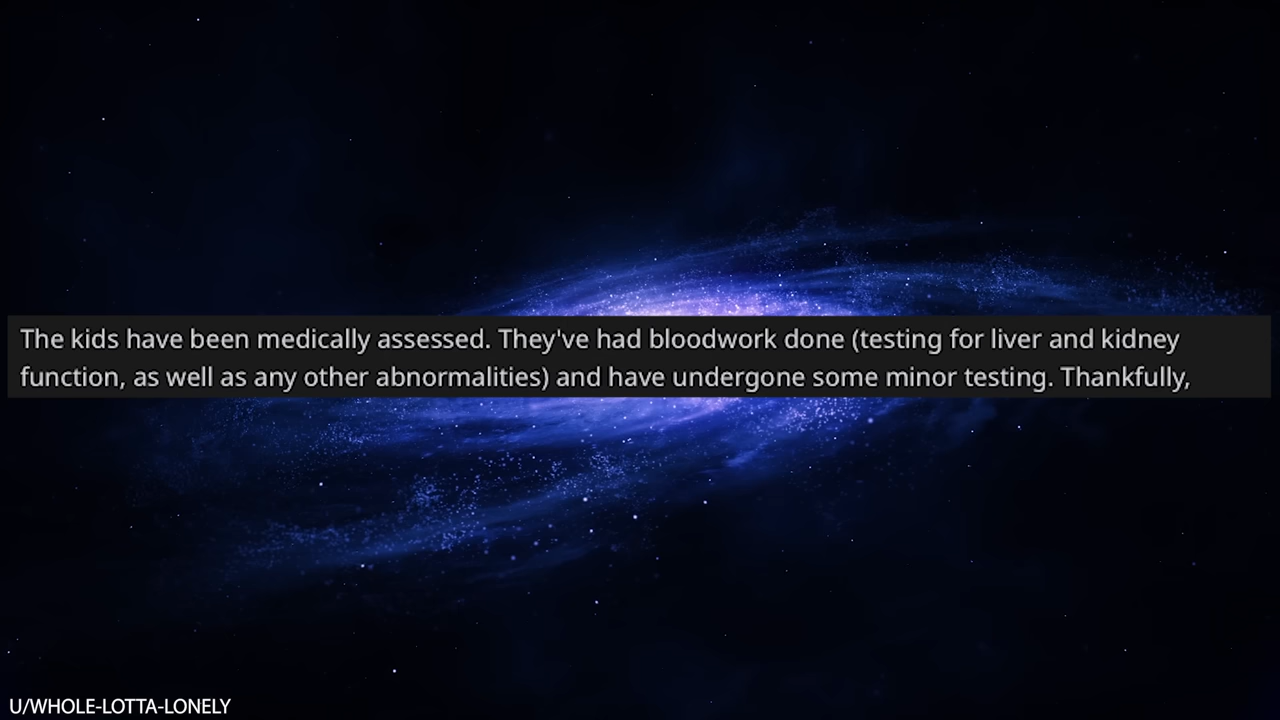 The kids have been medically assessed. They've had bloodwork done (testing for liver and kidney
function, as well as any other abnormalities) and have undergone some minor testing. Thankfully,
U/WHOLE-LOTTA-LONELY